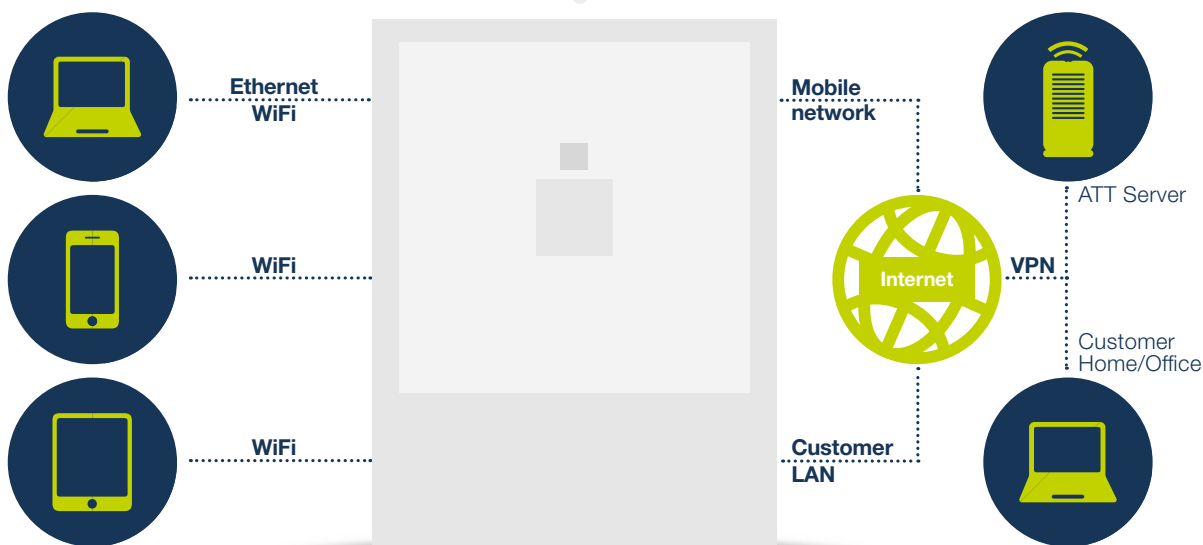 Ethernet
WiFi
Mobile
network
ATT Server
WiFi
Internet
VPN
Customer
Home/Office
WiFi
Customer
LAN